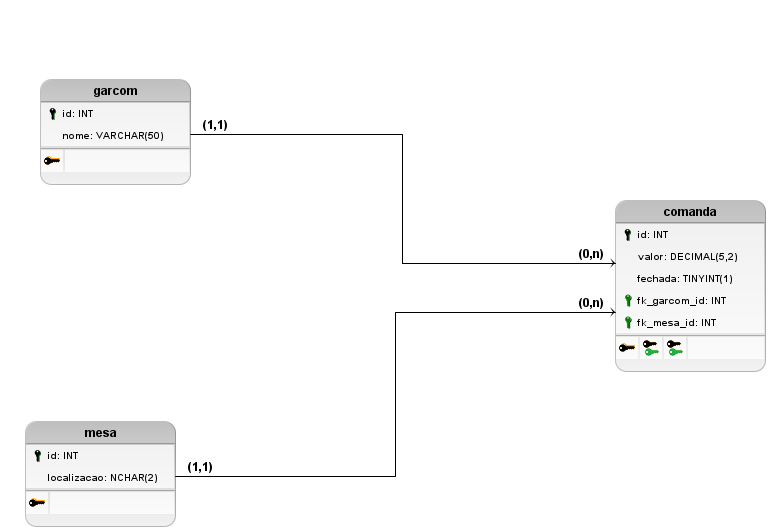 garcom
id: INT
nome: VARCHAR(50)
(1,1)
comanda
id: INT
valor: DECIMAL(5,2)
fechada: TINYINT(1)
fk_garcom_id: INT
fk_mesa_id: INT
(0,n)
(0,n)
mesa
id: INT
localizacao: NCHAR(2)
(1,1)